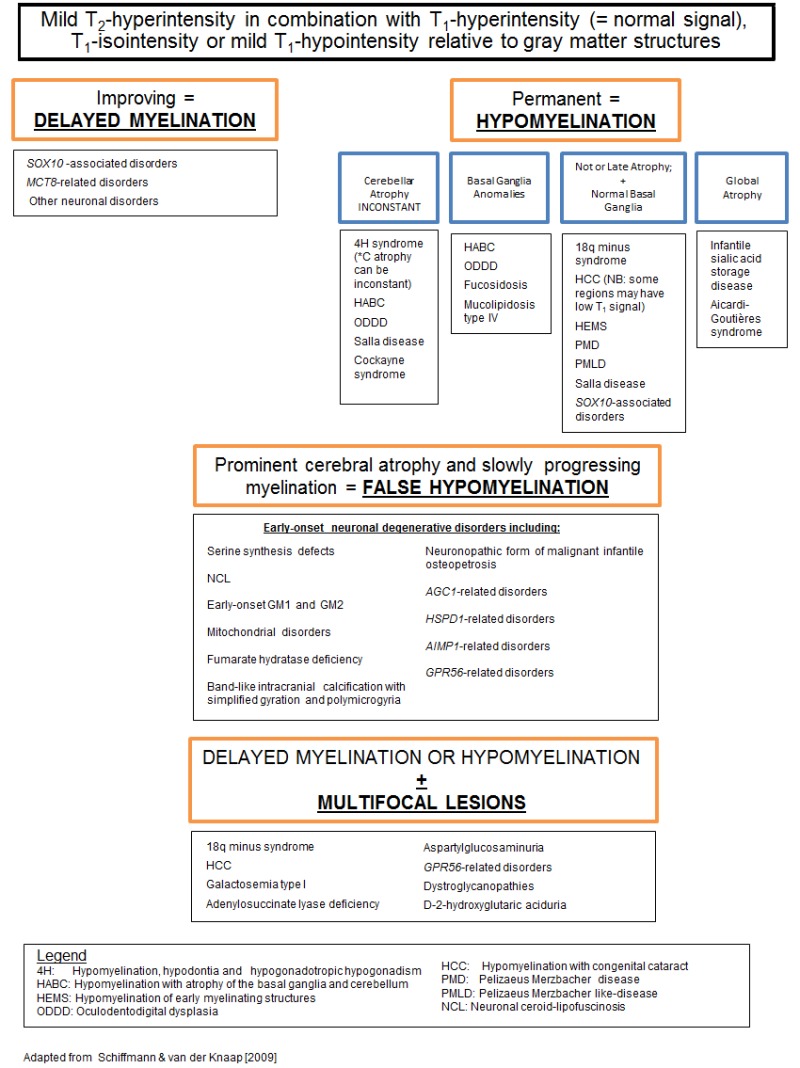 Mild T2-hyperintensity in combination with T1-hyperintensity (= normal signal),
T1-isointensity or mild T1-hypointensity relative to gray matter structures
Improving =
DELAYED MYELINATION
SOX10 -associated disorders
MCT8-related disorders
Other neuronal disorders
Permanent =
HYPOMYELINATION
Cerebellar
Atrophy
INCONSTANT
4H syndrome
(*C atrophy
can be
inconstant)
HABC
ODDD
Salla disease
Cockayne
syndrome
Basal Ganglia
Anomalies
HABC
ODDD
Fucosidosis
Mucolipidosis
type IV
Not or Late Atrophy;
+
Normal Basal
Ganglia
18q minus
syndrome
HCC (NB: some
regions may have
low T1 signal)
HEMS
PMD
PMLD
Salla disease
SOX10-associated
disorders
Global
Atrophy
Infantile
sialic acid
storage
disease
Aicardi-
Goutières
syndrome
Prominent cerebral atrophy and slowly progressing
myelination = FALSE HYPOMYELINATION
Early-onset neuronal degenerative disorders including:
Serine synthesis defects
NCL
Early-onset GM1 and GM2
Mitochondrial disorders
Fumarate hydratase deficiency
Band-like intracranial calcification with
simplified gyration and polymicrogyria
Neuronopathic form of malignant infantile
osteopetrosis
AGC1-related disorders
HSPD1-related disorders
AIMP1-related disorders
GPR56-related disorders
DELAYED MYELINATION OR HYPOMYELINATION
+
MULTIFOCAL LESIONS
18q minus syndrome
HCC
Galactosemia type I
Adenylosuccinate lyase deficiency
Aspartylglucosaminuria
GPR56-related disorders
Dystroglycanopathies
D-2-hydroxyglutaric aciduria
Legend
4H: Hypomyelination, hypodontia and hypogonadotropic hypogonadism
HABC: Hypomyelination with atrophy of the basal ganglia and cerebellum
HEMS: Hypomyelination of early myelinating structures
ODDD: Oculodentodigital dysplasia
HCC: Hypomyelination with congenital cataract
PMD: Pelizaeus Merzbacher disease
PMLD: Pelizaeus Merzbacher like-disease
NCL: Neuronal ceroid-lipofuscinosis
Adapted from Schiffmann & van der Knaap [2009]